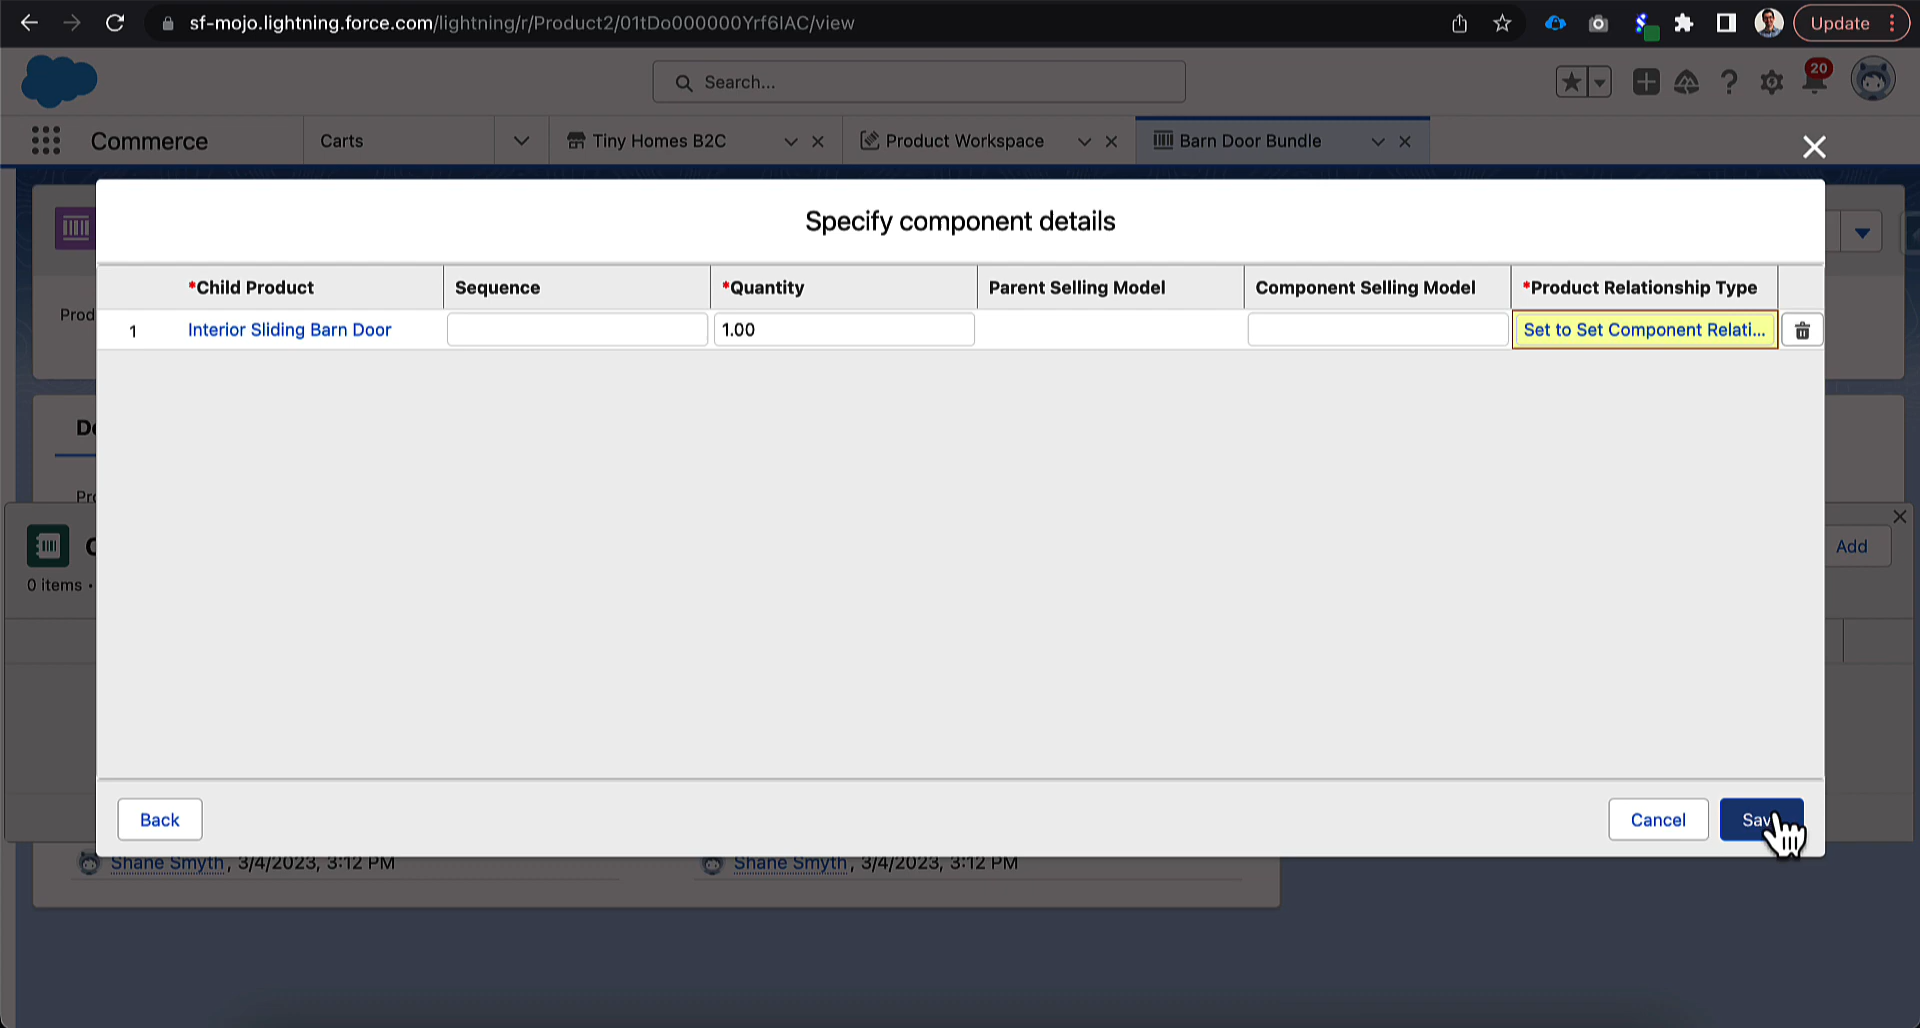 sf-mojo.lightning.force.com/lightning/r/Product2/01tDo000000Yrf6IAC/view
Update
Search...
20
Commerce
Carts
Tiny Homes B2C
Product Workspace
Barn Door Bundle
Specify component details
*Child Product
Sequence
*Quantity
Parent Selling Model
Component Selling Model
*Product Relationship Type
1
Interior Sliding Barn Door
1.00
Set to Set Component Relati...
Prod
De
Pro
C
Add
0 items •
Back
Cancel
Sav
Shane Smyth, 3/4/2023, 3:12 PM
Shane Smyth, 3/4/2023, 3:12 PM